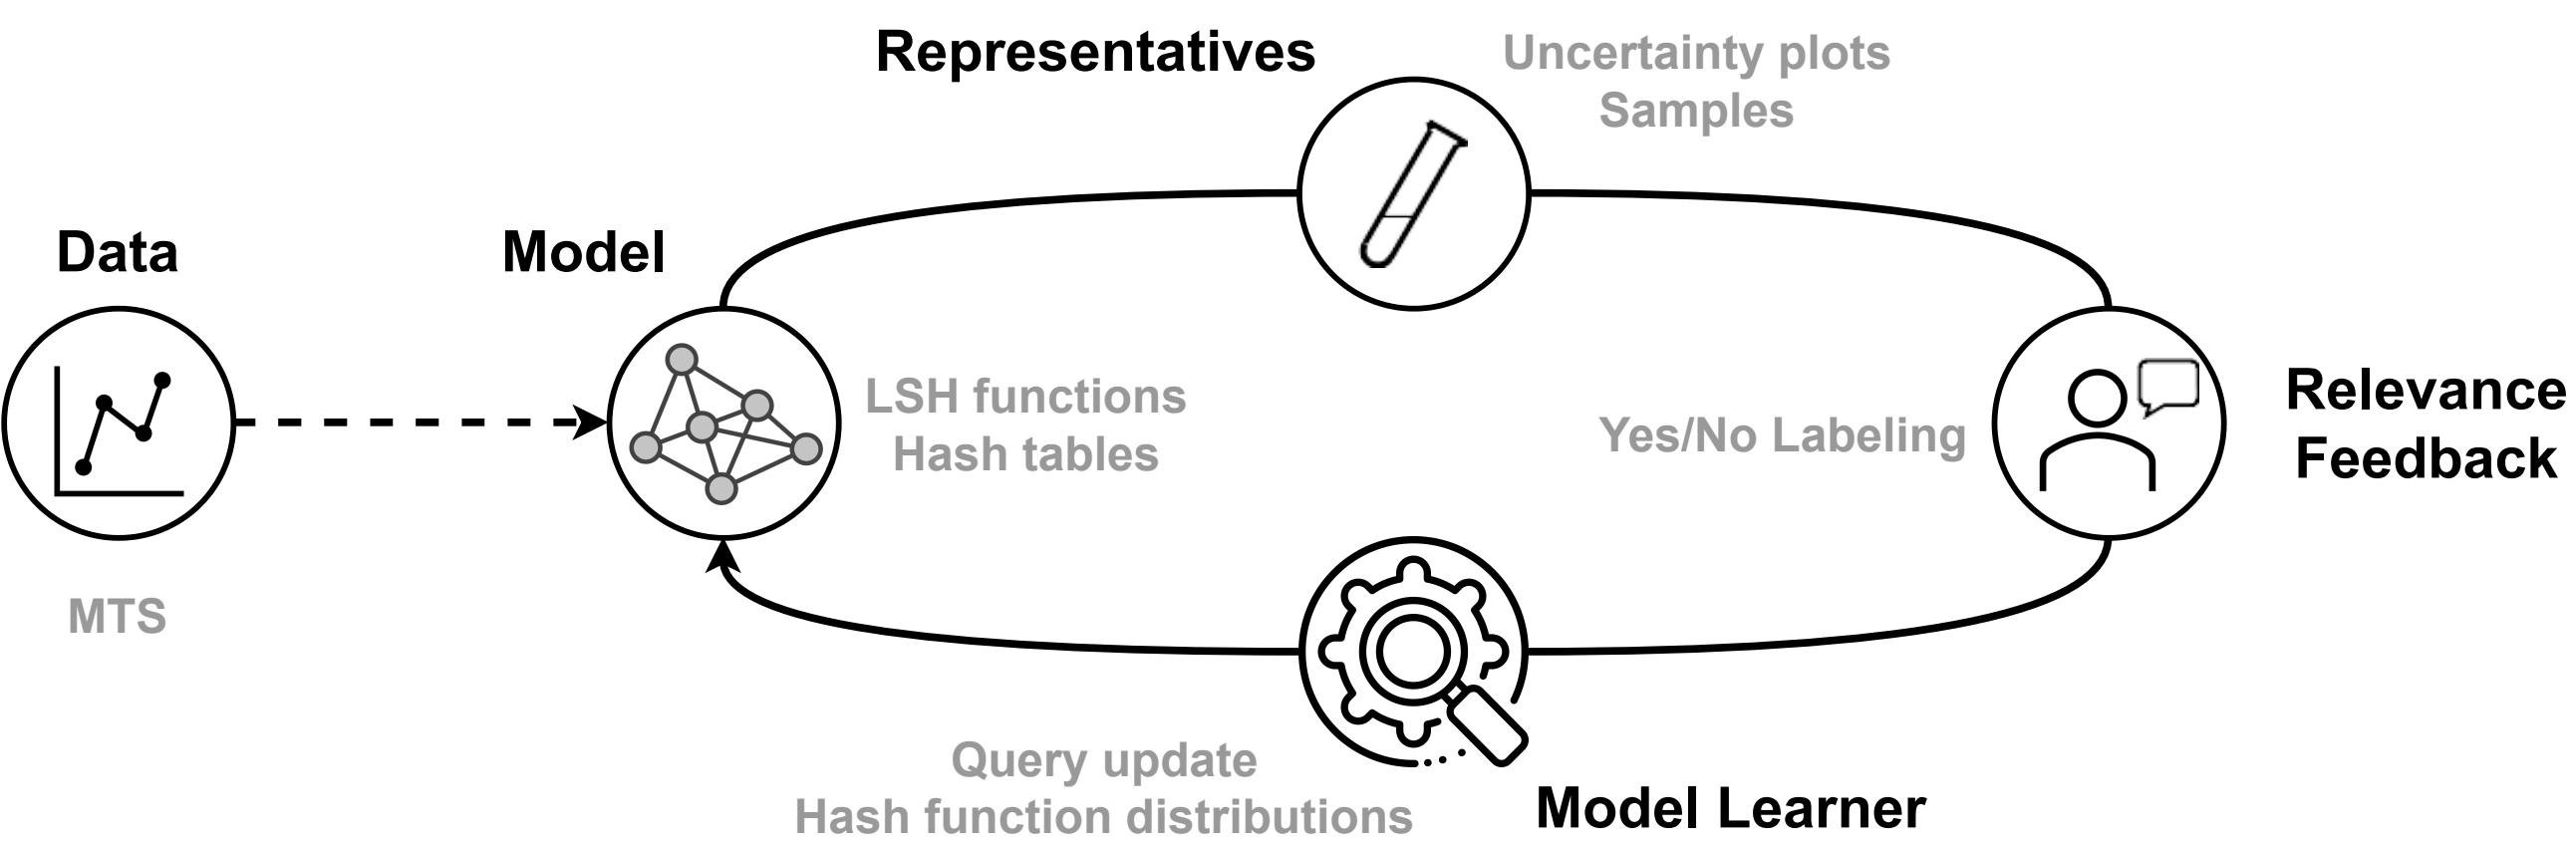 Representatives
Uncertainty plots
Samples
Data
Model
MTS
LSH functions
Hash tables
Yes/No Labeling
Relevance
Feedback
Query update
Hash function distributions
Model Learner